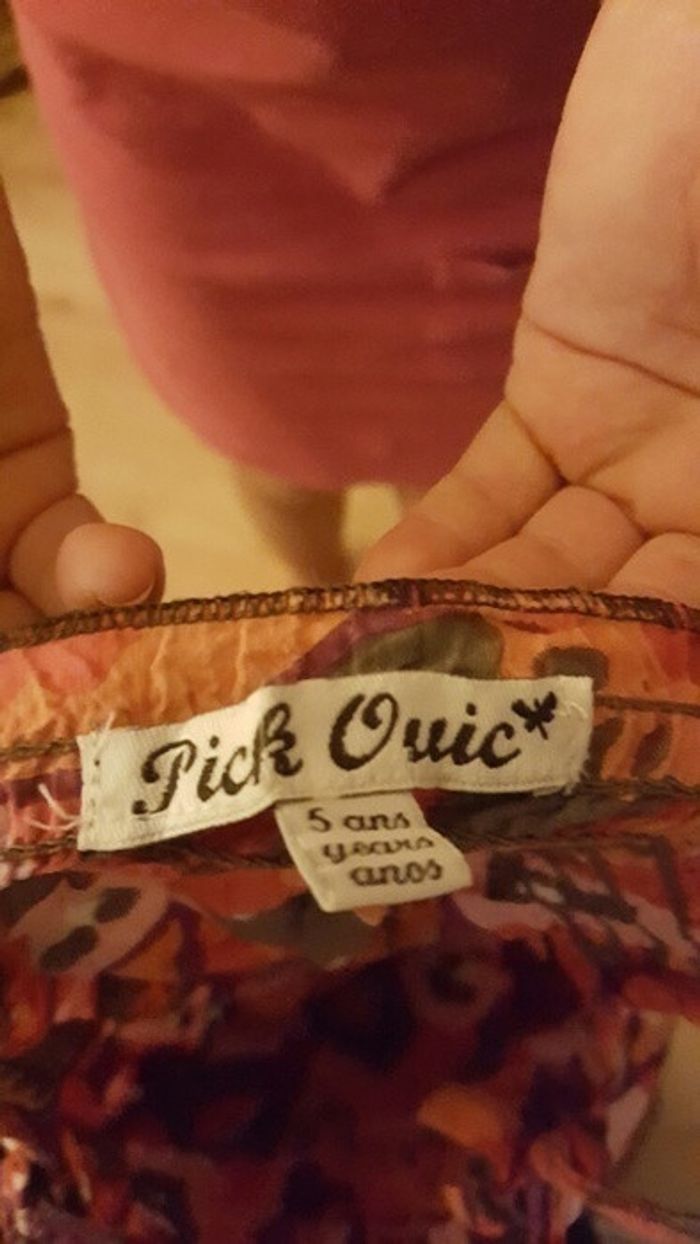 Pick Ouic*
5 ans
years
anos